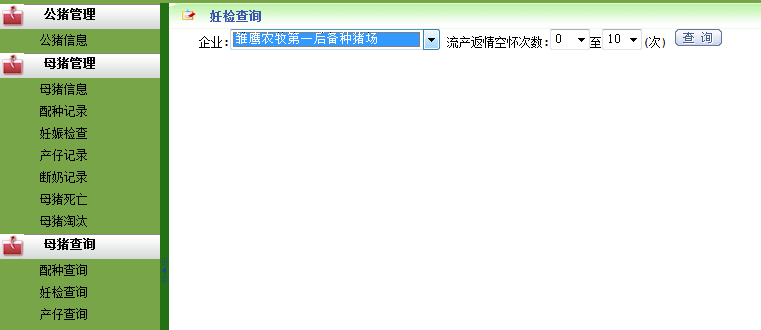 公猪管理
公猪信息
母猪管理
母猪信息
配种记录
妊娠检查
产仔记录
断奶记录
母猪死亡
母猪淘汰
母猪查询
配种查询
妊检查询
产仔查询
妊检查询
企业: 雏鹰农牧第一后备种猪场 流产返情空怀次数: 0 至 10 (次) 查 询